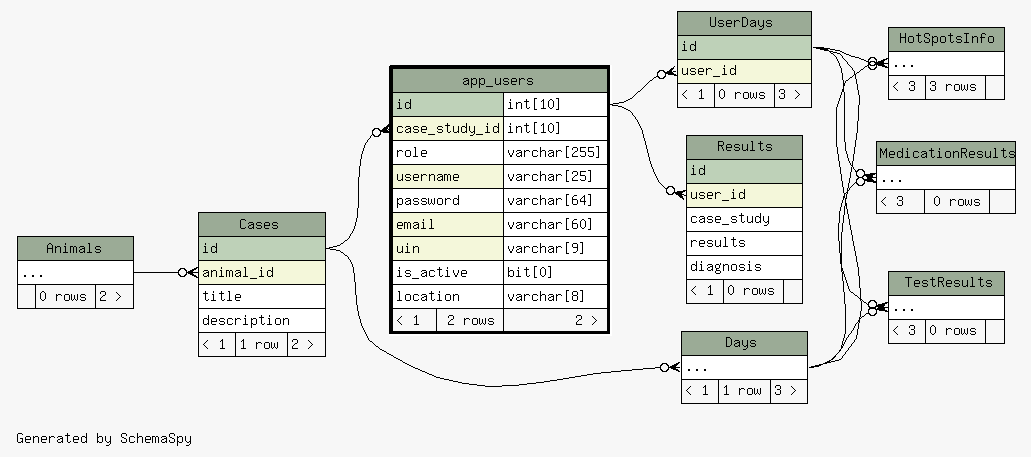 Animals
...
0 rows 2 >
Cases
id
animal_id
title
description
< 1 1 row 2 >
app_users
id int[10]
case_study_id int[10]
role varchar[255]
username varchar[25]
password varchar[64]
email varchar[60]
uin varchar[9]
is_active bit[0]
location varchar[8]
< 1 2 rows 2 >
UserDays
id
user_id
< 1 0 rows 3 >
Results
id
user_id
case_study
results
diagnosis
< 1 0 rows
Days
...
< 1 1 row 3 >
HotSpotsInfo
...
< 3 3 rows
MedicationResults
...
< 3 0 rows
TestResults
...
< 3 0 rows
Generated by SchemaSpy